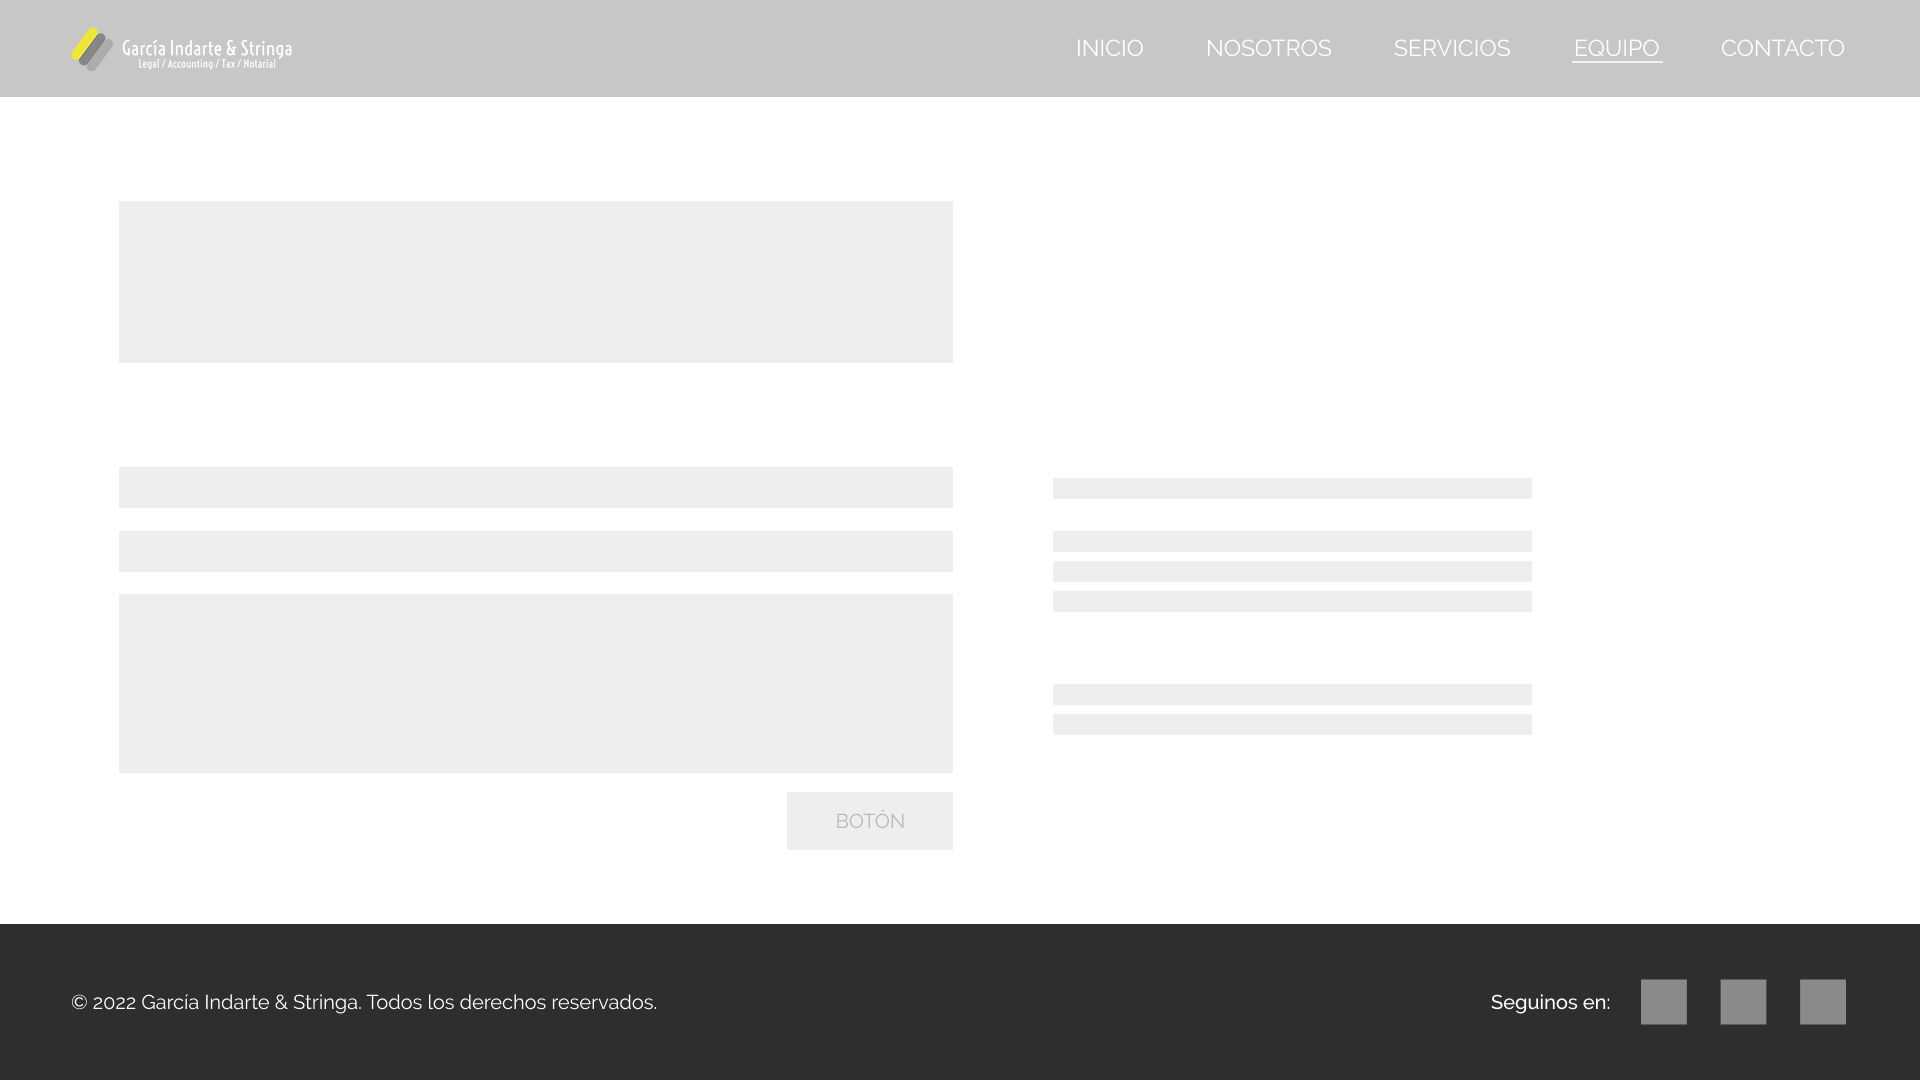 García Indarte & Stringa
Legal / Accounting / Tax / Notarial
INICIO NOSOTROS SERVICIOS EQUIPO CONTACTO
BOTÓN
© 2022 García Indarte & Stringa. Todos los derechos reservados.
Seguinos en: